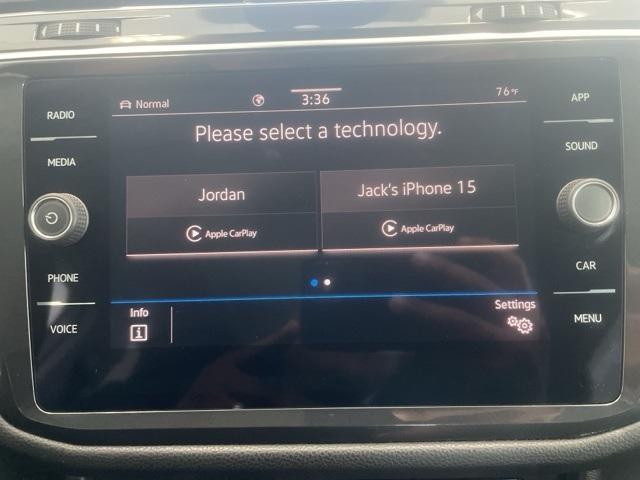 RADIO
MEDIA
PHONE
VOICE
Normal
3:36
76°F
Please select a technology.
Jordan
Apple CarPlay
Jack's iPhone 15
Apple CarPlay
Info
i
Settings
APP
SOUND
CAR
MENU